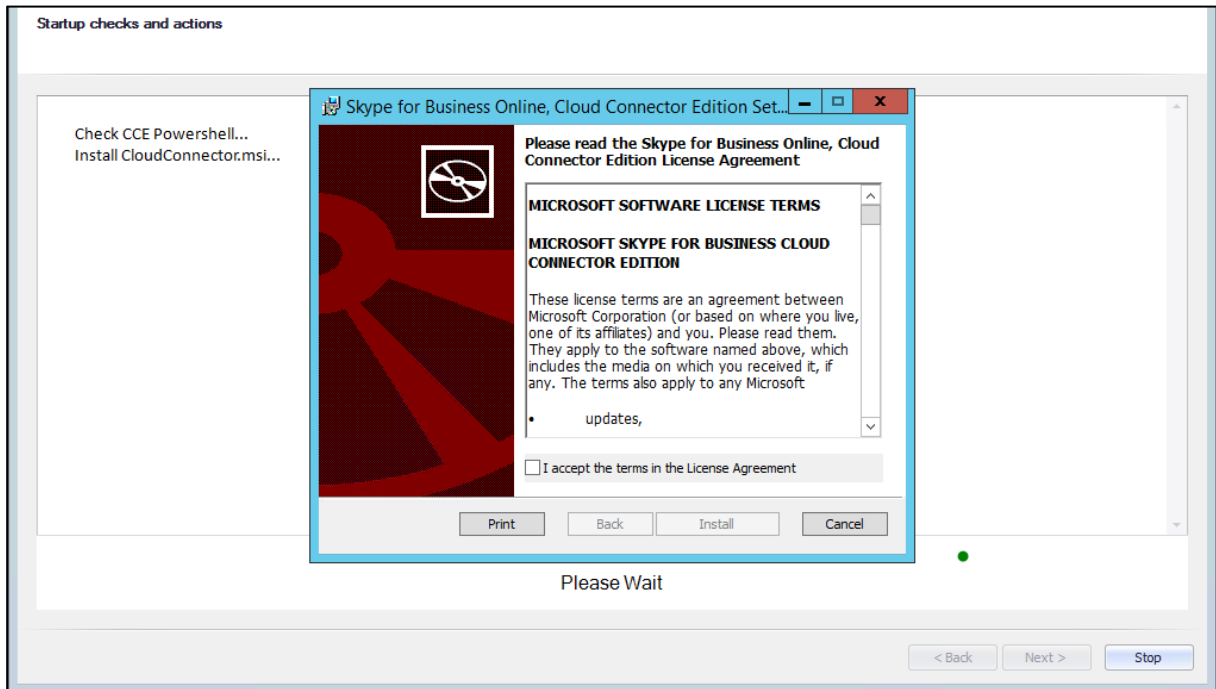 Startup checks and actions
Check CCE Powershell...
Install CloudConnector.msi...
Skype for Business Online, Cloud Connector Edition Set...
Please read the Skype for Business Online, Cloud
Connector Edition License Agreement
MICROSOFT SOFTWARE LICENSE TERMS
MICROSOFT SKYPE FOR BUSINESS CLOUD
CONNECTOR EDITION
These license terms are an agreement between
Microsoft Corporation (or based on where you live,
one of its affiliates) and you. Please read them.
They apply to the software named above, which
includes the media on which you received it, if
any. The terms also apply to any Microsoft
• updates,
I accept the terms in the License Agreement
Print Back Install Cancel
Please Wait
< Back Next > Stop